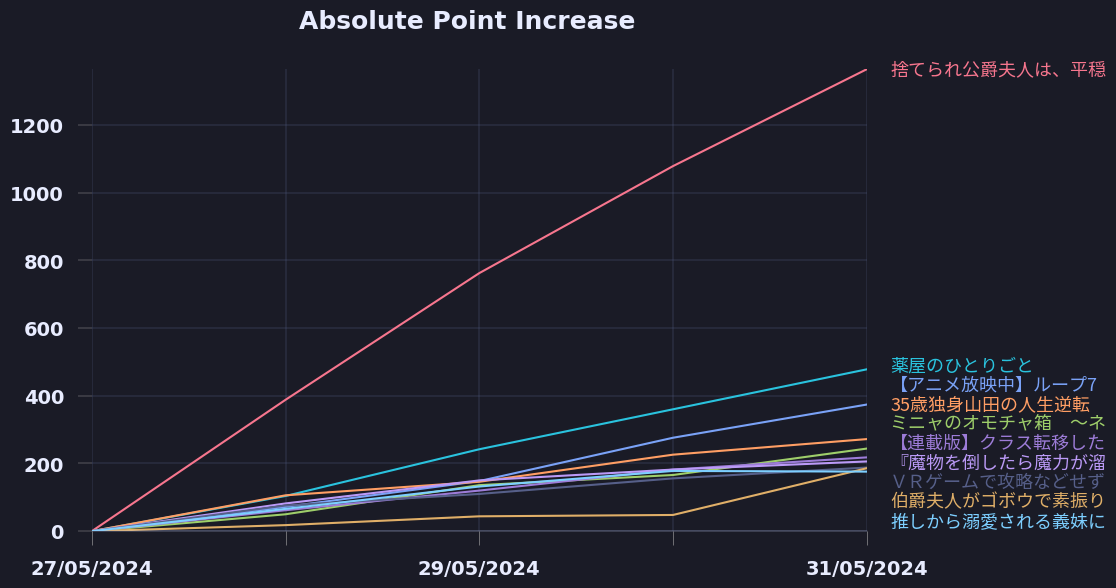 Absolute Point Increase
捨てられ公爵夫人は、平穏
1200
1000
800
600
400
200
0
薬屋のひとりごと
【アニメ放映中】ループ7
35歳独身山田の人生逆転
ミニャのオモチャ箱　～ネ
【連載版】クラス転移した
『魔物を倒したら魔力が溜
ＶＲゲームで攻略などせず
伯爵夫人がゴボウで素振り
推しから溺愛される義妹に
27/05/2024
29/05/2024
31/05/2024